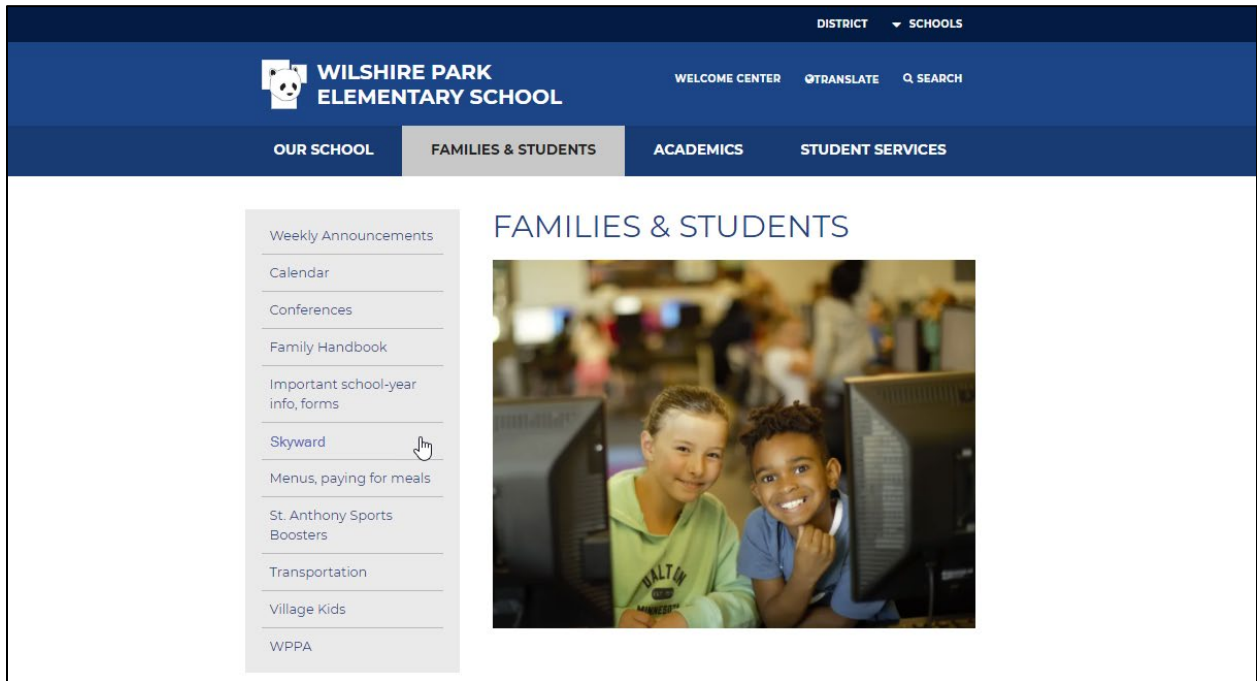 DISTRICT SCHOOLS
WILSHIRE PARK
ELEMENTARY SCHOOL
WELCOME CENTER TRANSLATE SEARCH
OUR SCHOOL FAMILIES & STUDENTS ACADEMICS STUDENT SERVICES
Weekly Announcements
Calendar
Conferences
Family Handbook
Important school-year
info, forms
Skyward
Menus, paying for meals
St. Anthony Sports
Boosters
Transportation
Village Kids
WPPA
FAMILIES & STUDENTS
MINNESOTA